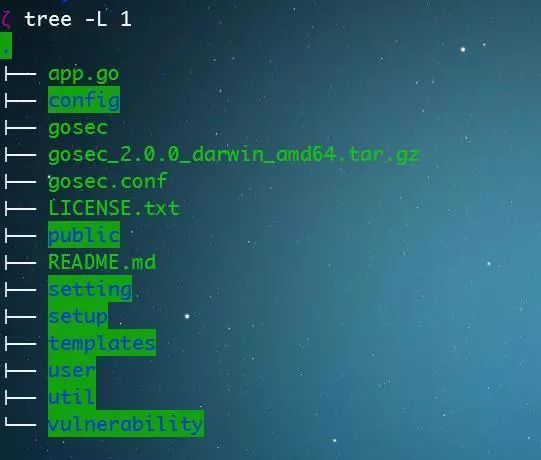 ζ tree -L 1
.
├── app.go
├── config
├── gosec
├── gosec_2.0.0_darwin_amd64.tar.gz
├── gosec.conf
├── LICENSE.txt
├── public
├── README.md
├── setting
├── setup
├── templates
├── user
├── util
└── vulnerability